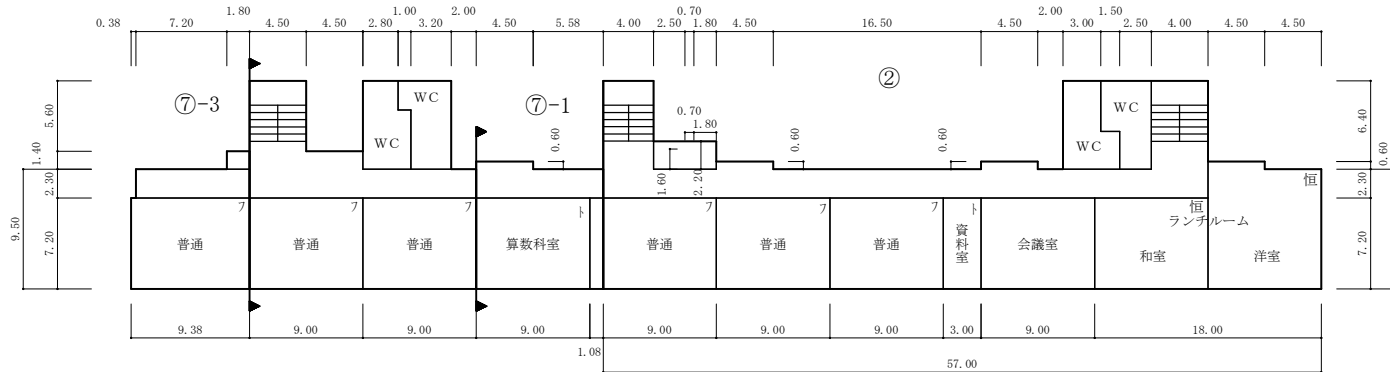 1.80 1.00 2.00 0.70 2.00 1.50
0.38 7.20 4.50 4.50 2.80 3.20 4.50 5.58 4.00 2.50 1.80 4.50 16.50 4.50 3.00 2.50 4.00 4.50 4.50
⑦-3 WC ⑦-1 ② WC
WC 0.70 WC
1.80
5.60 1.40 2.30 7.20 9.50
0.60 1.60 2.20 0.60 0.60
6.40 0.60 2.30 7.20
フ フ フ ト フ フ フ ト 恒 恒
ランチルーム
普通 普通 普通 算数科室 普通 普通 普通 資料室 会議室 和室 洋室
9.38 9.00 9.00 9.00 9.00 9.00 9.00 3.00 9.00 18.00
1.08 57.00